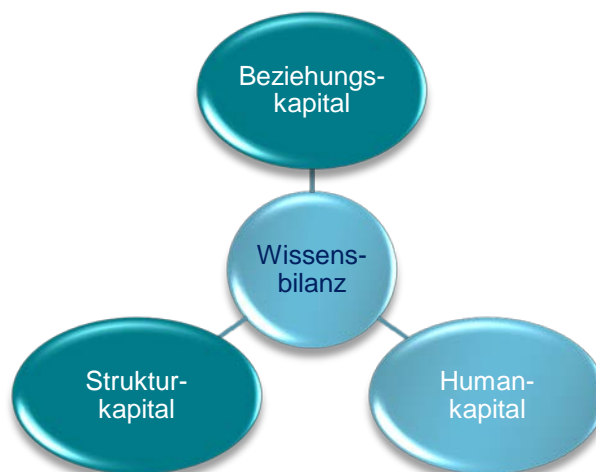 Beziehungs-
kapital
Wissens-
bilanz
Struktur-
kapital
Human-
kapital